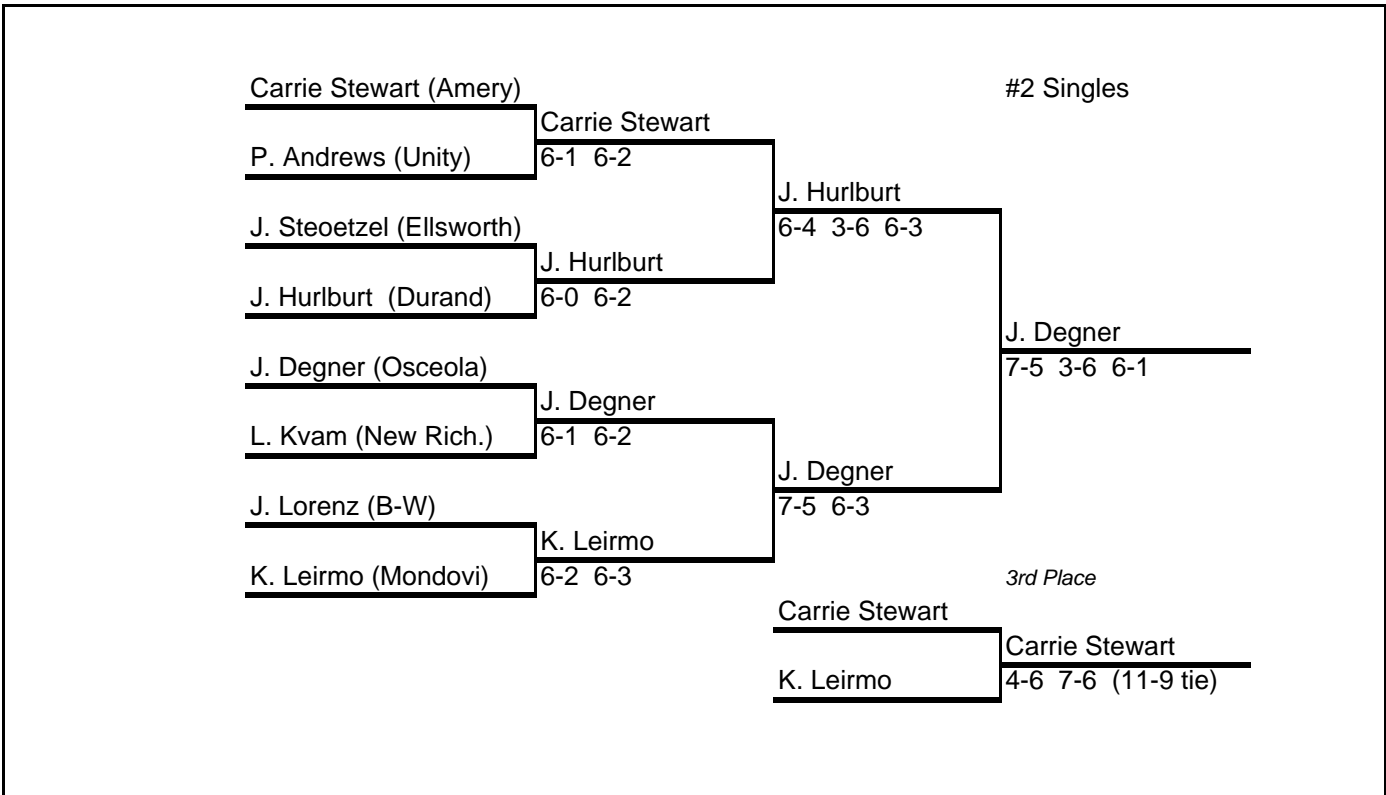 Carrie Stewart (Amery)
#2 Singles
Carrie Stewart
P. Andrews (Unity)
6-1 6-2
J. Hurlburt
J. Steoetzel (Ellsworth)
6-4 3-6 6-3
J. Hurlburt
J. Hurlburt (Durand)
6-0 6-2
J. Degner
J. Degner (Osceola)
7-5 3-6 6-1
J. Degner
L. Kvam (New Rich.)
6-1 6-2
J. Degner
J. Lorenz (B-W)
7-5 6-3
K. Leirmo
K. Leirmo (Mondovi)
6-2 6-3
3rd Place
Carrie Stewart
Carrie Stewart
K. Leirmo
4-6 7-6 (11-9 tie)